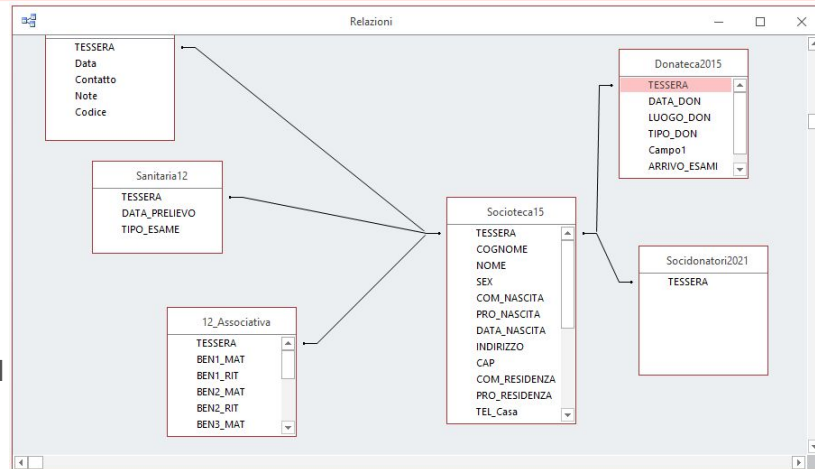 Relazioni
TESSERA
Data
Contatto
Note
Codice
Sanitaria12
TESSERA
DATA_PRELIEVO
TIPO_ESAME
12_Associativa
TESSERA
BEN1_MAT
BEN1_RIT
BEN2_MAT
BEN2_RIT
BEN3_MAT
Socioteca15
TESSERA
COGNOME
NOME
SEX
COM_NASCITA
PRO_NASCITA
DATA_NASCITA
INDIRIZZO
CAP
COM_RESIDENZA
PRO_RESIDENZA
TEL_Casa
Donateca2015
TESSERA
DATA_DON
LUOGO_DON
TIPO_DON
Campo1
ARRIVO_ESAMI
Socidonatori2021
TESSERA